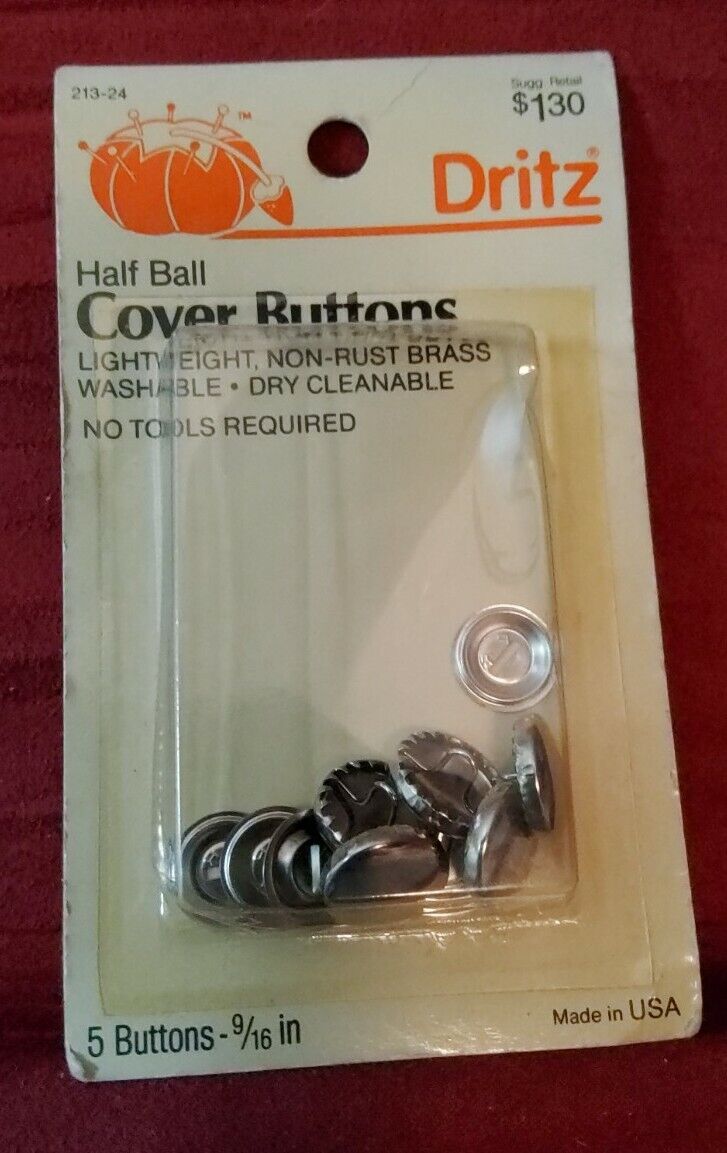 213-24
Sugg. Retail
$130
™
Dritz®
Half Ball
Cover Buttons
LIGHTWEIGHT, NON-RUST BRASS
WASHABLE • DRY CLEANABLE
NO TOOLS REQUIRED
5 Buttons - 9/16 in
Made in USA